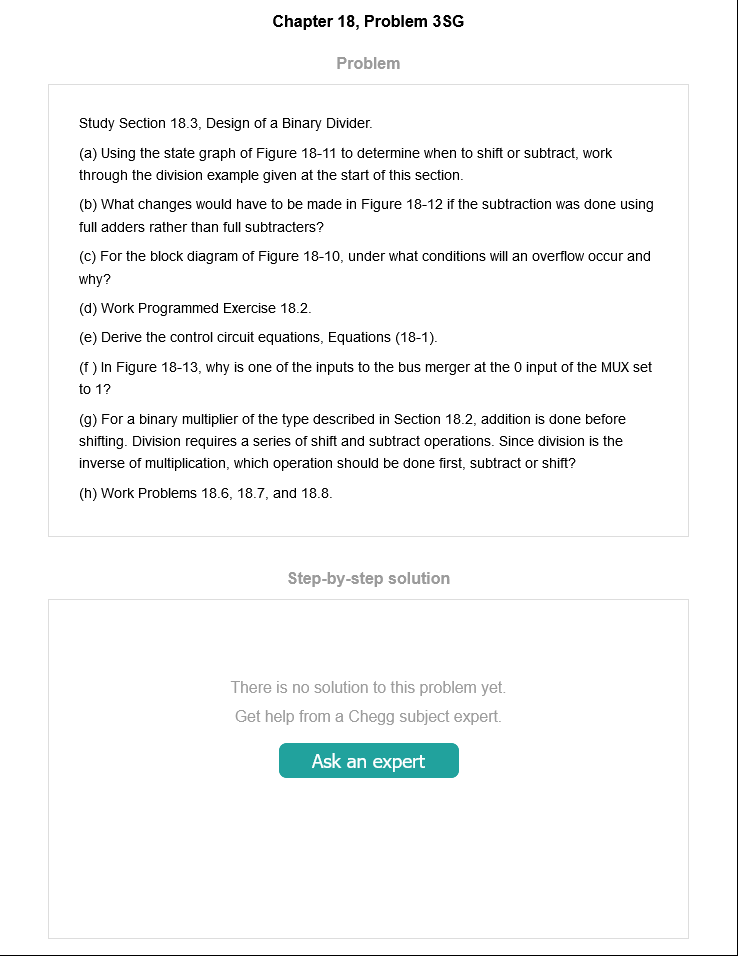 Chapter 18, Problem 3SG
Problem
Study Section 18.3, Design of a Binary Divider.
(a) Using the state graph of Figure 18-11 to determine when to shift or subtract, work
through the division example given at the start of this section.
(b) What changes would have to be made in Figure 18-12 if the subtraction was done using
full adders rather than full subtracters?
(c) For the block diagram of Figure 18-10, under what conditions will an overflow occur and
why?
(d) Work Programmed Exercise 18.2.
(e) Derive the control circuit equations, Equations (18-1).
(f ) In Figure 18-13, why is one of the inputs to the bus merger at the 0 input of the MUX set
to 1?
(g) For a binary multiplier of the type described in Section 18.2, addition is done before
shifting. Division requires a series of shift and subtract operations. Since division is the
inverse of multiplication, which operation should be done first, subtract or shift?
(h) Work Problems 18.6, 18.7, and 18.8.
Step-by-step solution
There is no solution to this problem yet.
Get help from a Chegg subject expert.
Ask an expert